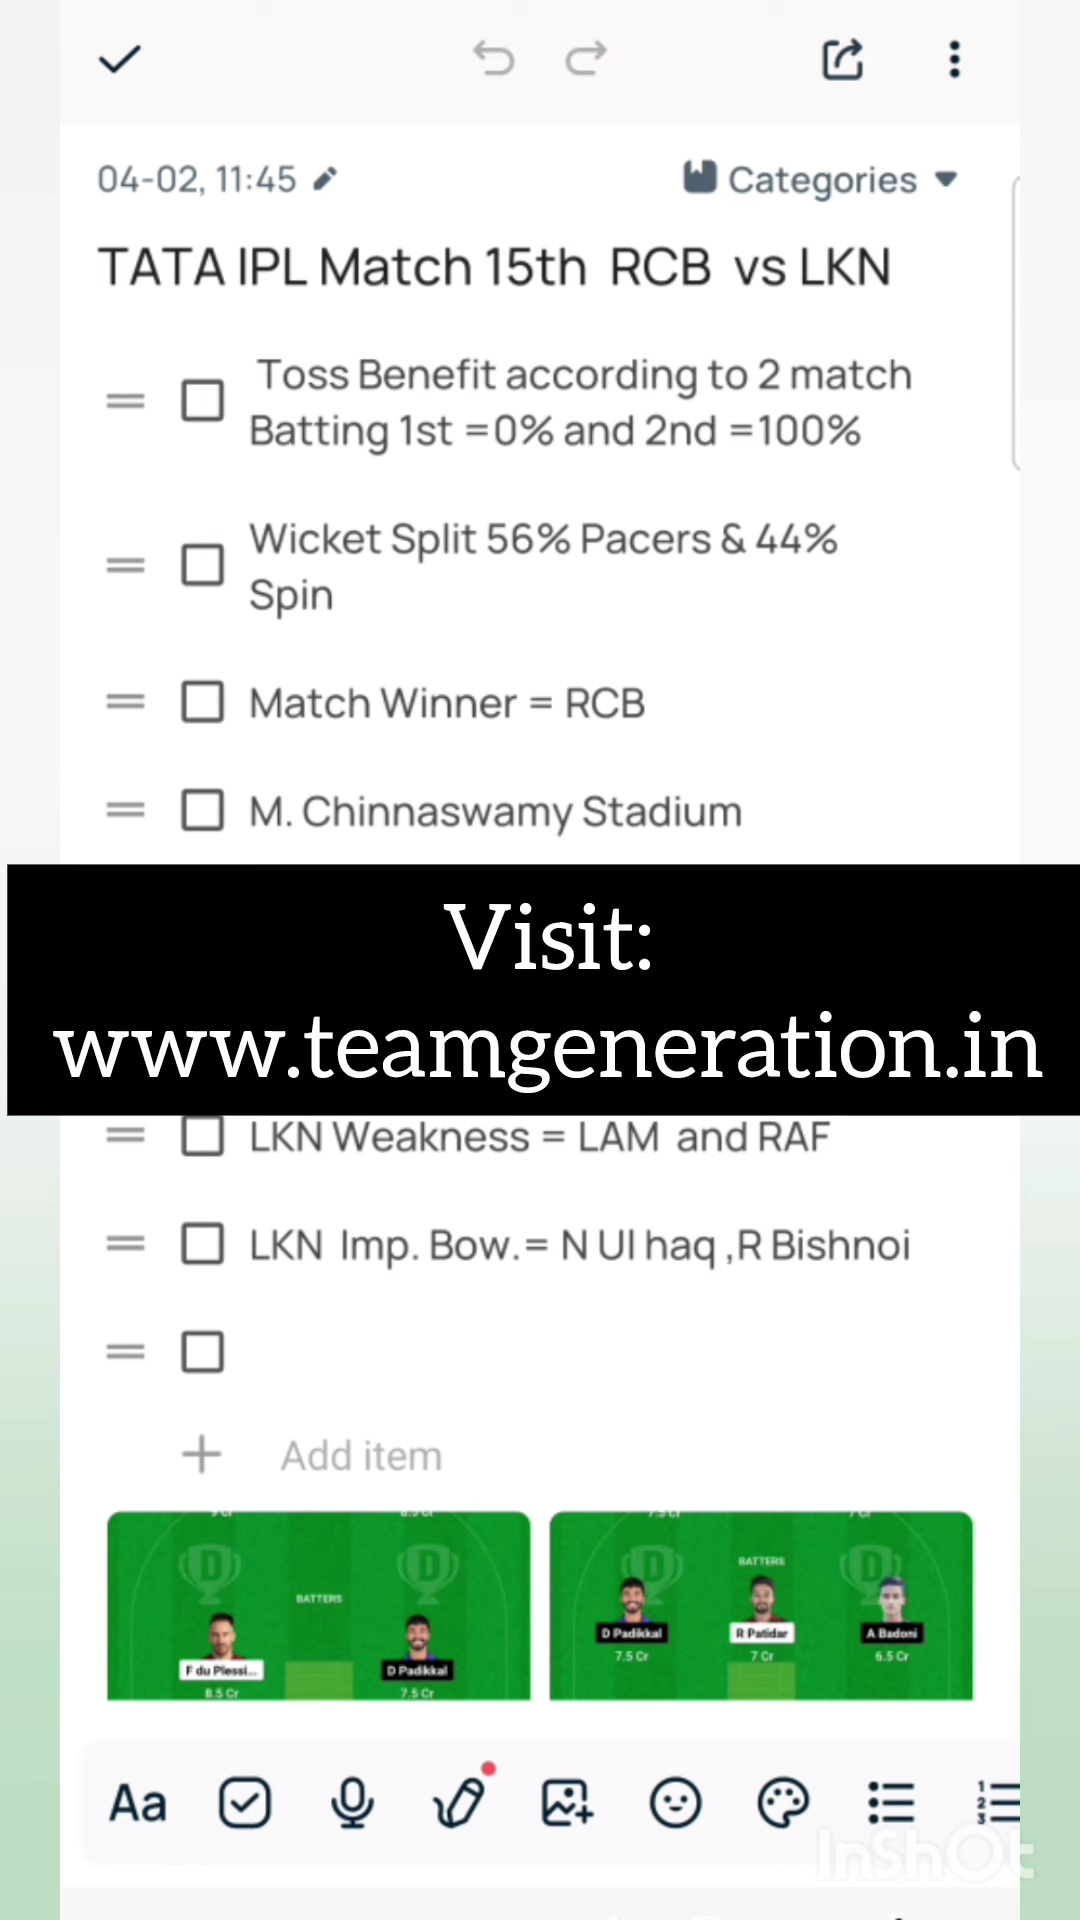 04-02, 11:45
Categories
TATA IPL Match 15th RCB vs LKN
Toss Benefit according to 2 match
Batting 1st =0% and 2nd =100%
Wicket Split 56% Pacers & 44%
Spin
Match Winner = RCB
M. Chinnaswamy Stadium
Visit:
www.teamgeneration.in
LKN Weakness = LAM and RAF
LKN Imp. Bow.= N Ul haq ,R Bishnoi
Add item
BATTERS
F du Plessi...
8.5 Cr
D Padikkal
7.5 Cr
BATTERS
D Padikkal
7.5 Cr
R Patidar
7 Cr
A Badoni
6.5 Cr
Aa
InShOt